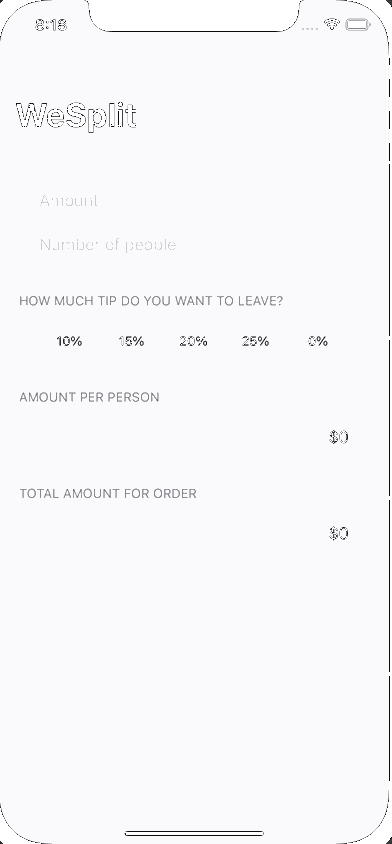 8:18
WeSplit
Amount
Number of people
HOW MUCH TIP DO YOU WANT TO LEAVE?
10% 15% 20% 25% 0%
AMOUNT PER PERSON
$0
TOTAL AMOUNT FOR ORDER
$0